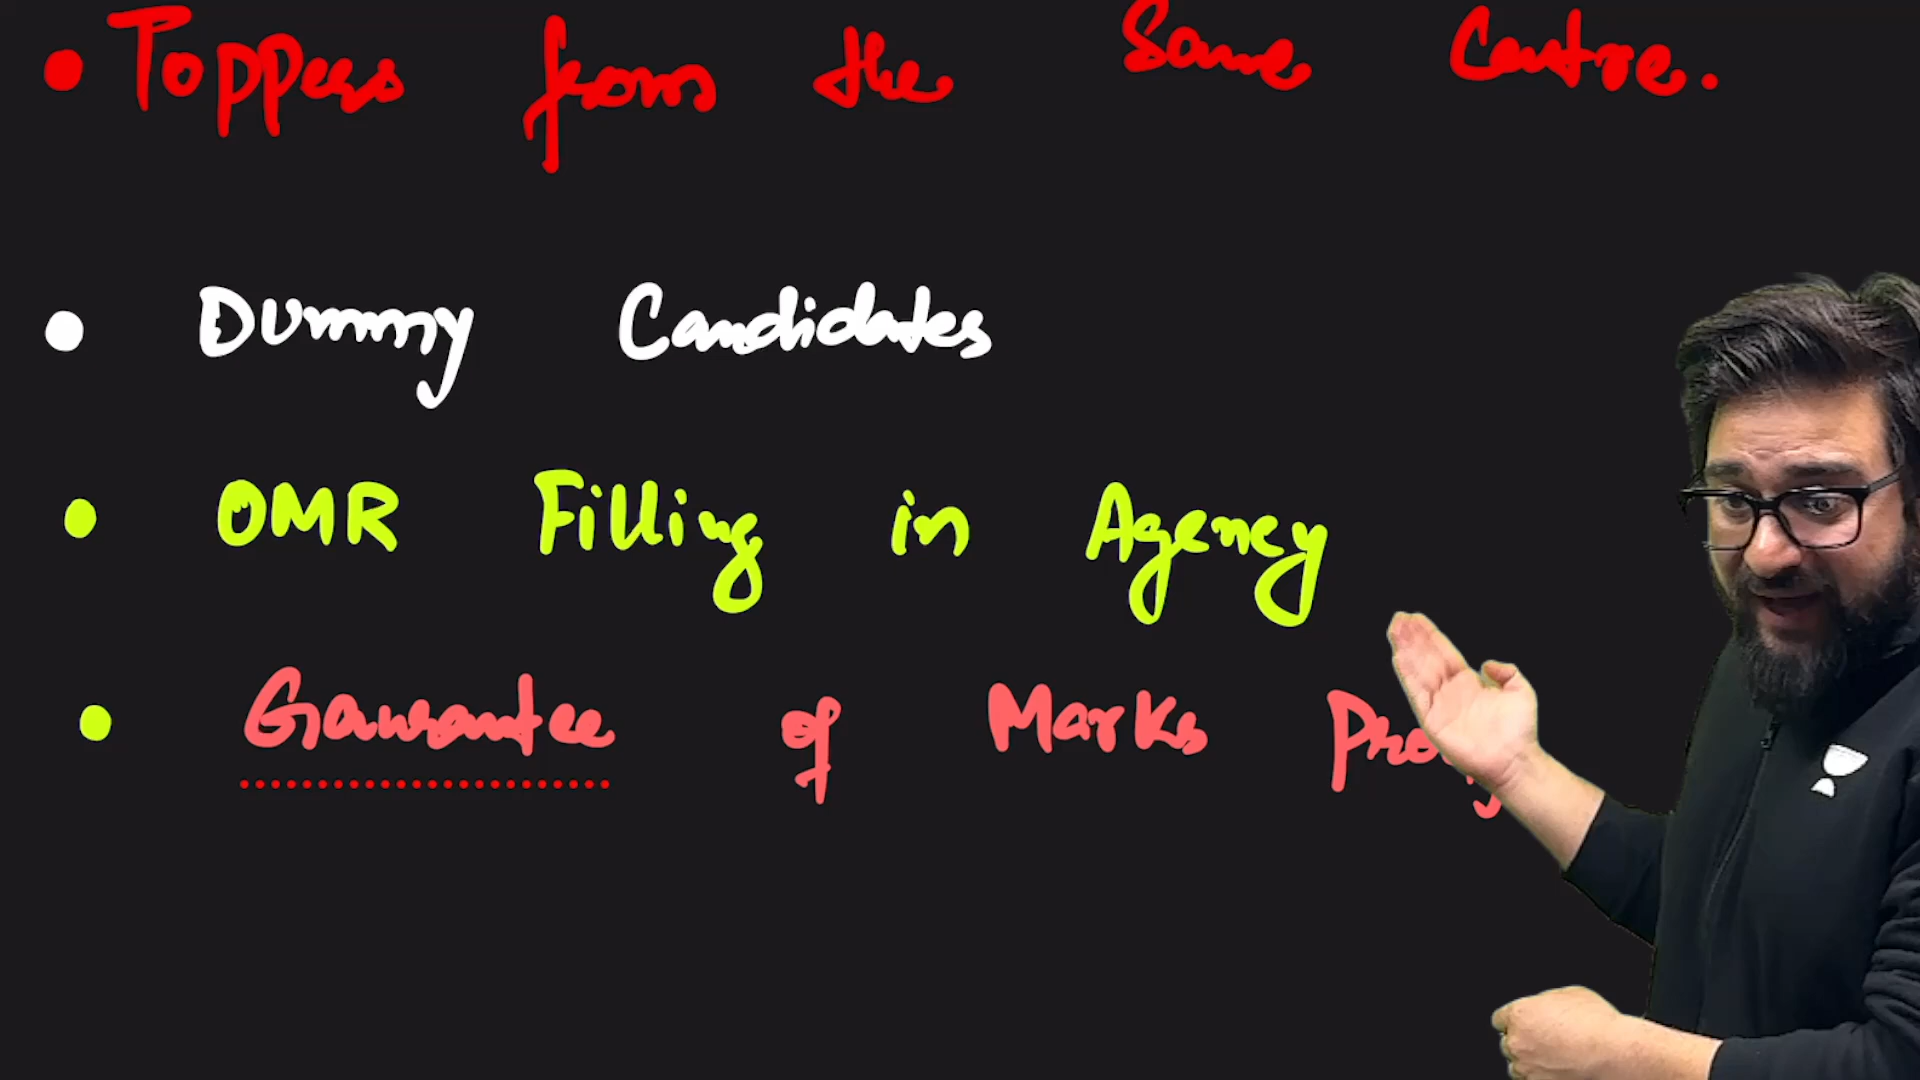 • Toppers from the Same Centre.
• Dummy Candidates
• OMR Filling in Agency
• Gaurantee of Marks